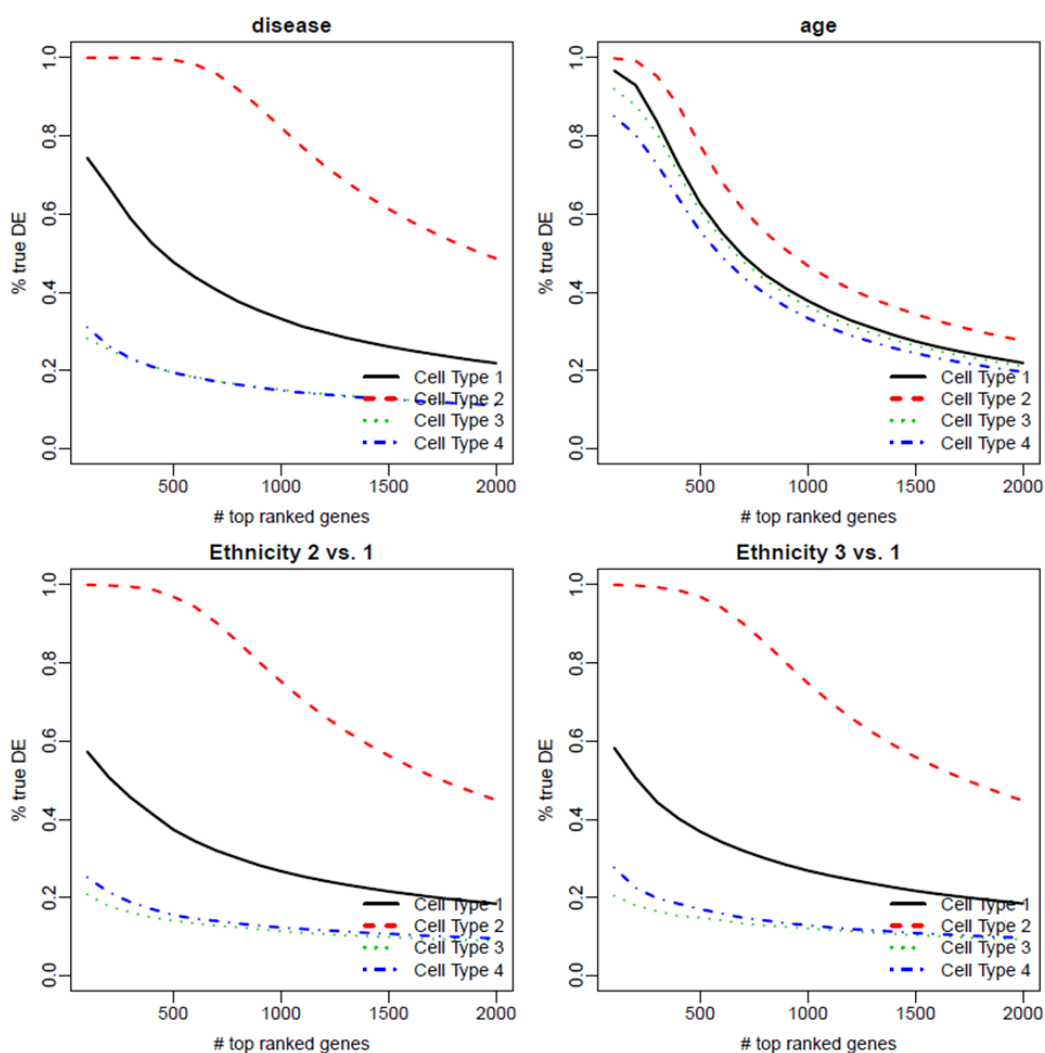 disease
% true DE
0.0 0.2 0.4 0.6 0.8 1.0
Cell Type 1
Cell Type 2
Cell Type 3
Cell Type 4
500 1000 1500 2000
# top ranked genes
age
% true DE
0.0 0.2 0.4 0.6 0.8 1.0
Cell Type 1
Cell Type 2
Cell Type 3
Cell Type 4
500 1000 1500 2000
# top ranked genes
Ethnicity 2 vs. 1
% true DE
0.0 0.2 0.4 0.6 0.8 1.0
Cell Type 1
Cell Type 2
Cell Type 3
Cell Type 4
500 1000 1500 2000
# top ranked genes
Ethnicity 3 vs. 1
% true DE
0.0 0.2 0.4 0.6 0.8 1.0
Cell Type 1
Cell Type 2
Cell Type 3
Cell Type 4
500 1000 1500 2000
# top ranked genes